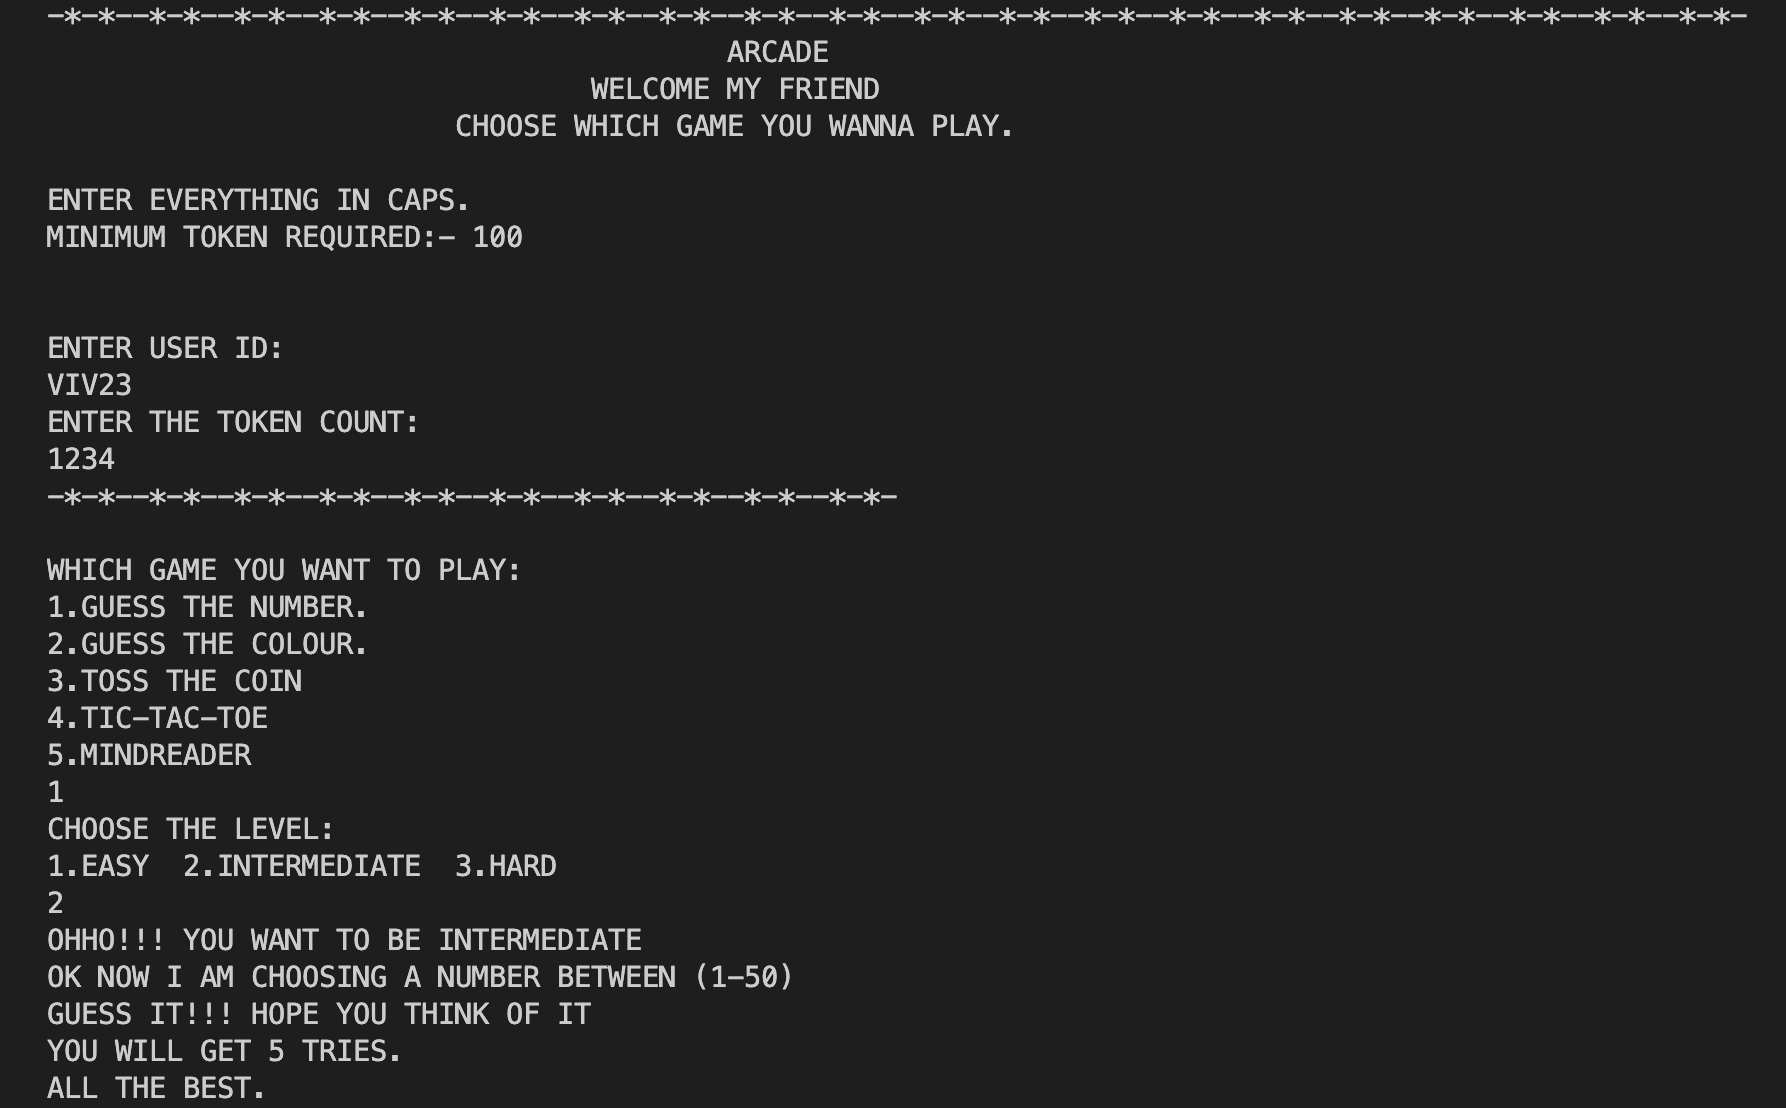 -*-*--*-*--*-*--*-*--*-*--*-*--*-*--*-*--*-*--*-*--*-*--*-*--*-*--*-*--*-*--*-*--*-*--*-*--*-*--*-*-
ARCADE
WELCOME MY FRIEND
CHOOSE WHICH GAME YOU WANNA PLAY.
ENTER EVERYTHING IN CAPS.
MINIMUM TOKEN REQUIRED:- 100
ENTER USER ID:
VIV23
ENTER THE TOKEN COUNT:
1234
-*-*--*-*--*-*--*-*--*-*--*-*--*-*--*-*--*-*--*-*-
WHICH GAME YOU WANT TO PLAY:
1.GUESS THE NUMBER.
2.GUESS THE COLOUR.
3.TOSS THE COIN
4.TIC-TAC-TOE
5.MINDREADER
1
CHOOSE THE LEVEL:
1.EASY  2.INTERMEDIATE  3.HARD
2
OHHO!!! YOU WANT TO BE INTERMEDIATE
OK NOW I AM CHOOSING A NUMBER BETWEEN (1-50)
GUESS IT!!! HOPE YOU THINK OF IT
YOU WILL GET 5 TRIES.
ALL THE BEST.